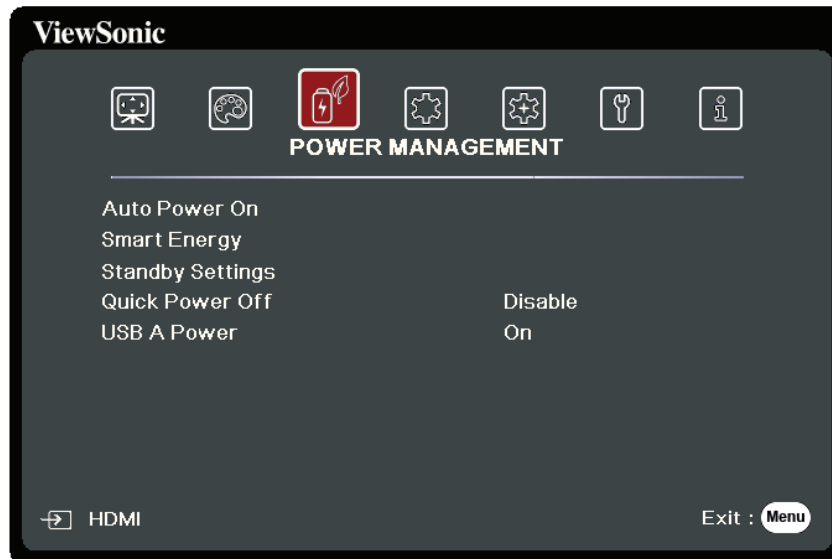 ViewSonic
POWER MANAGEMENT
Auto Power On
Smart Energy
Standby Settings
Quick Power Off Disable
USB A Power On
HDMI Exit : Menu